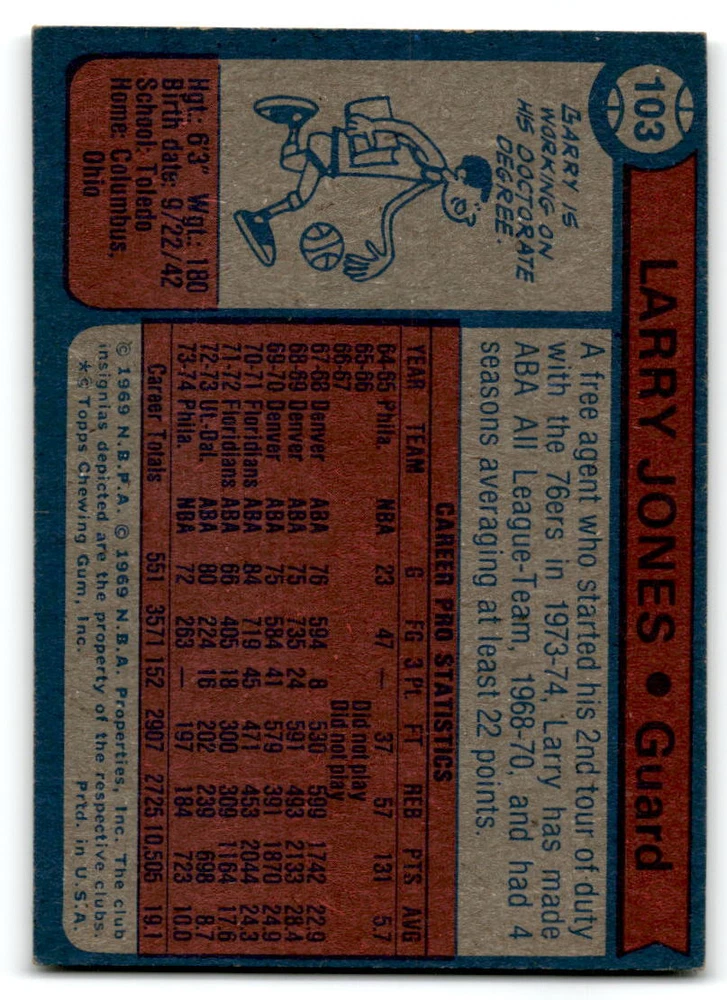 103
LARRY JONES • Guard
LARRY IS
WORKING ON
HIS DOCTORATE
DEGREE.
Hgt: 6'3" Wgt.: 180
Birth date: 9/22/42
School: Toledo
Home: Columbus,
Ohio
A free agent who started his 2nd tour of duty
with the 76ers in 1973-74, Larry has made
ABA All League-Team, 1968-70, and had 4
seasons averaging at least 22 points.
CAREER PRO STATISTICS
YEAR TEAM G FG 3 Pt. FT REB PTS AVG
64-65 Phila. NBA 23 47 — 37 57 131 5.7
65-66 Did not play
66-67 Did not play
67-68 Denver ABA 76 594 8 530 599 1742 22.9
68-69 Denver ABA 75 735 24 591 493 2133 28.4
69-70 Denver ABA 75 584 41 579 391 1870 24.9
70-71 Floridians ABA 84 719 45 471 453 2044 24.3
71-72 Floridians ABA 66 405 18 300 309 1164 17.6
72-73 Ut.-Dal. ABA 80 224 16 202 239 698 8.7
73-74 Phila. NBA 72 263 — 197 184 723 10.0
Career Totals 551 3571 152 2907 2725 10,505 19.1
© 1969 N.B.P.A. © 1969 N.B.A. Properties, Inc. The club
insignias depicted are the property of the respective clubs.
*© Topps Chewing Gum, Inc. Prtd. in U.S.A.